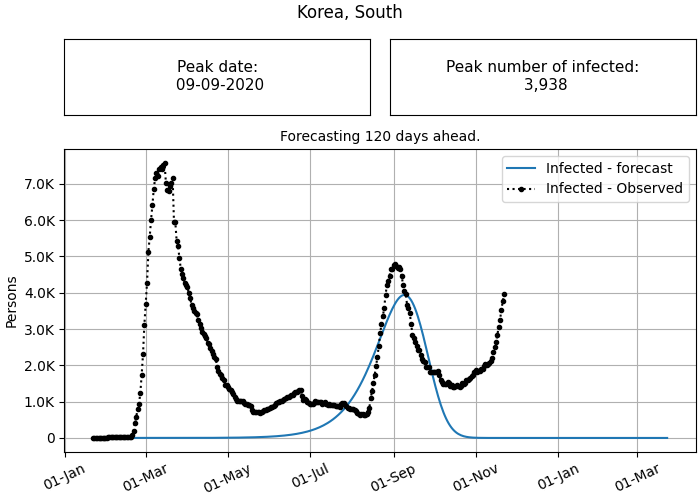 Korea, South
Peak date:
09-09-2020
Peak number of infected:
3,938
Forecasting 120 days ahead.
Infected - forecast
Infected - Observed
7.0K
6.0K
5.0K
4.0K
3.0K
2.0K
1.0K
0
Persons
01-Jan
01-Mar
01-May
01-Jul
01-Sep
01-Nov
01-Jan
01-Mar